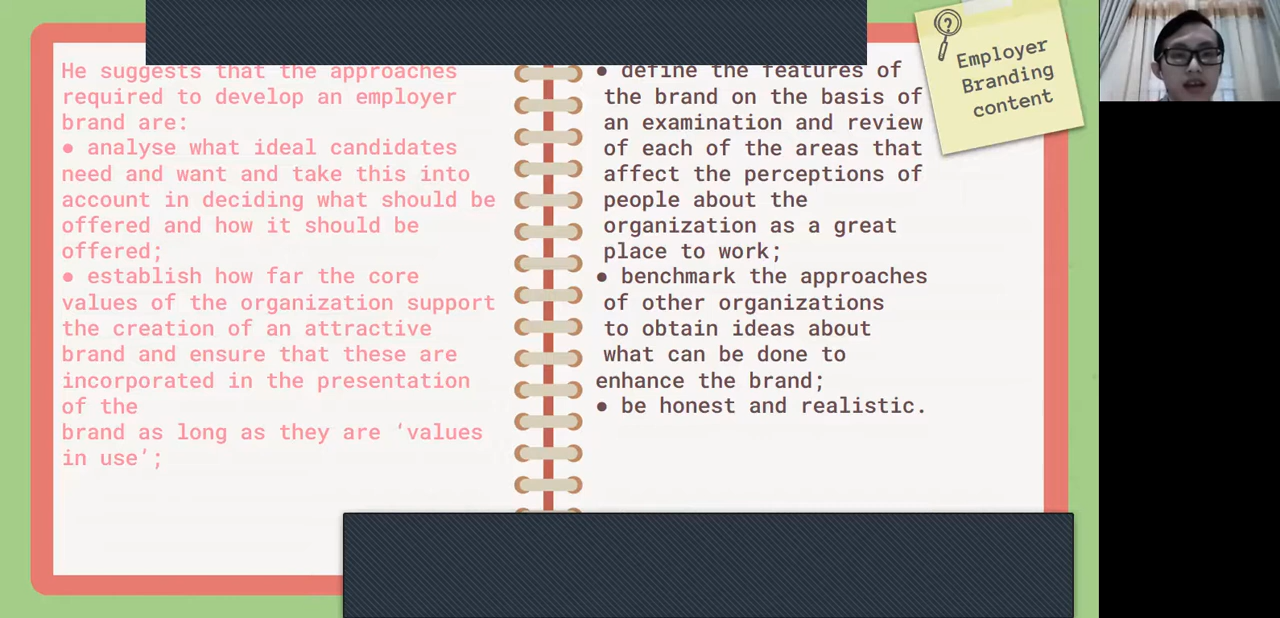 He suggests that the approaches
required to develop an employer
brand are:
● analyse what ideal candidates
need and want and take this into
account in deciding what should be
offered and how it should be
offered;
● establish how far the core
values of the organization support
the creation of an attractive
brand and ensure that these are
incorporated in the presentation
of the
brand as long as they are ‘values
in use‘;
● define the features of
the brand on the basis of
an examination and review
of each of the areas that
affect the perceptions of
people about the
organization as a great
place to work;
● benchmark the approaches
of other organizations
to obtain ideas about
what can be done to
enhance the brand;
● be honest and realistic.
?
Employer
Branding
content